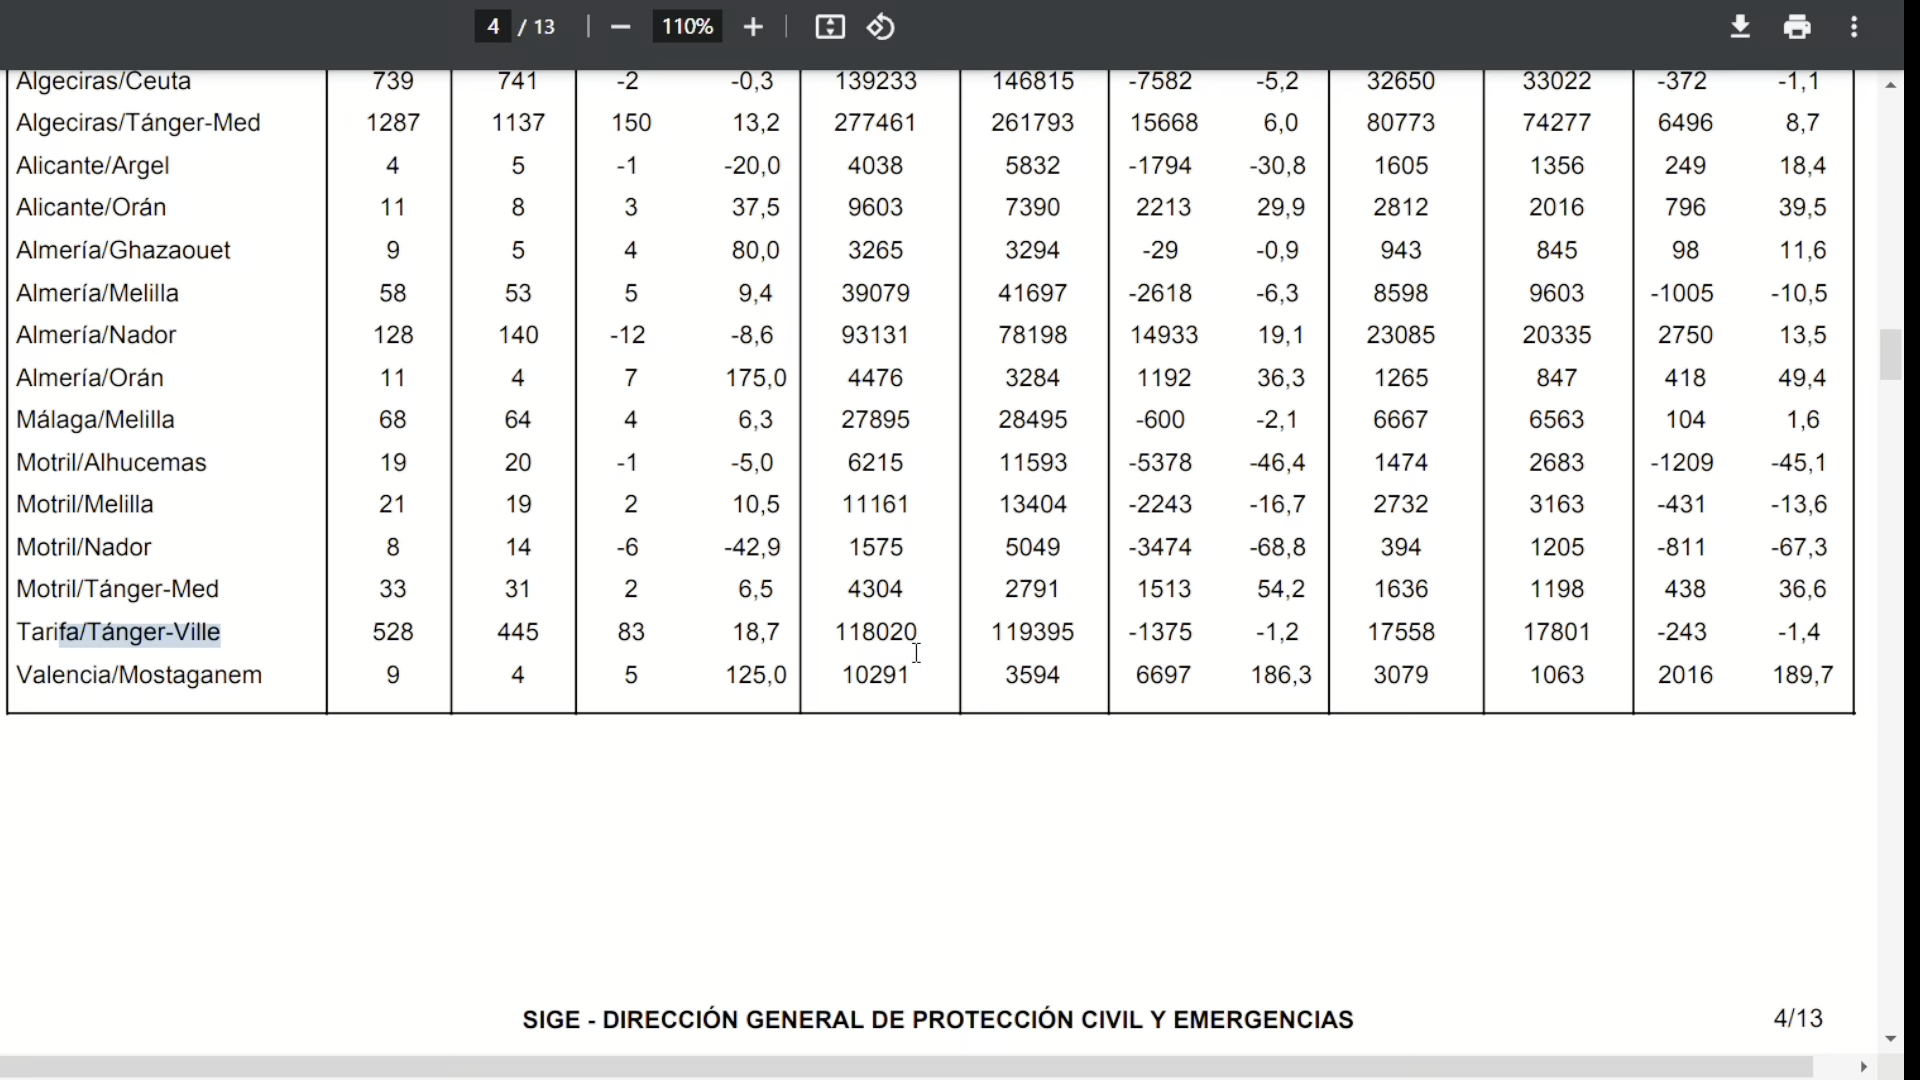 4 / 13 110%
Algeciras/Ceuta 739 741 -2 -0,3 139233 146815 -7582 -5,2 32650 33022 -372 -1,1
Algeciras/Tánger-Med 1287 1137 150 13,2 277461 261793 15668 6,0 80773 74277 6496 8,7
Alicante/Argel 4 5 -1 -20,0 4038 5832 -1794 -30,8 1605 1356 249 18,4
Alicante/Orán 11 8 3 37,5 9603 7390 2213 29,9 2812 2016 796 39,5
Almería/Ghazaouet 9 5 4 80,0 3265 3294 -29 -0,9 943 845 98 11,6
Almería/Melilla 58 53 5 9,4 39079 41697 -2618 -6,3 8598 9603 -1005 -10,5
Almería/Nador 128 140 -12 -8,6 93131 78198 14933 19,1 23085 20335 2750 13,5
Almería/Orán 11 4 7 175,0 4476 3284 1192 36,3 1265 847 418 49,4
Málaga/Melilla 68 64 4 6,3 27895 28495 -600 -2,1 6667 6563 104 1,6
Motril/Alhucemas 19 20 -1 -5,0 6215 11593 -5378 -46,4 1474 2683 -1209 -45,1
Motril/Melilla 21 19 2 10,5 11161 13404 -2243 -16,7 2732 3163 -431 -13,6
Motril/Nador 8 14 -6 -42,9 1575 5049 -3474 -68,8 394 1205 -811 -67,3
Motril/Tánger-Med 33 31 2 6,5 4304 2791 1513 54,2 1636 1198 438 36,6
Tarifa/Tánger-Ville 528 445 83 18,7 118020 119395 -1375 -1,2 17558 17801 -243 -1,4
Valencia/Mostaganem 9 4 5 125,0 10291 3594 6697 186,3 3079 1063 2016 189,7
SIGE - DIRECCIÓN GENERAL DE PROTECCIÓN CIVIL Y EMERGENCIAS 4/13